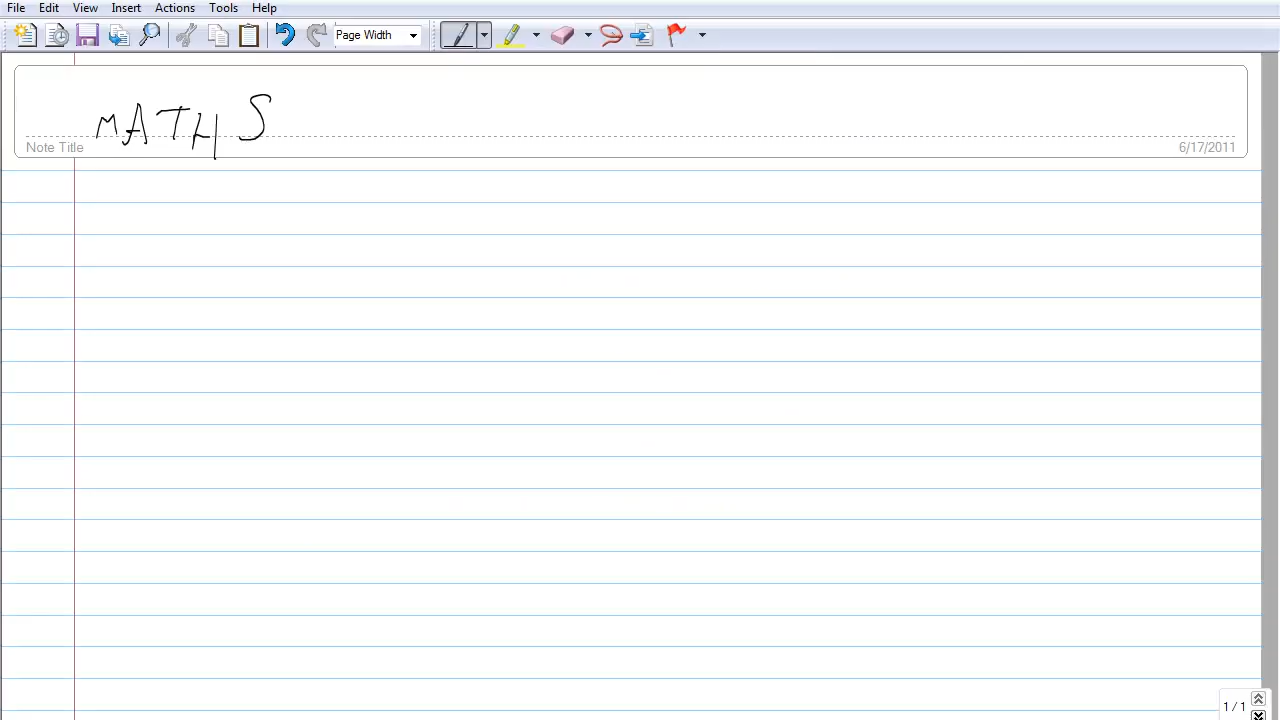 File Edit View Insert Actions Tools Help
Page Width
MATHS
Note Title 6/17/2011
1 / 1